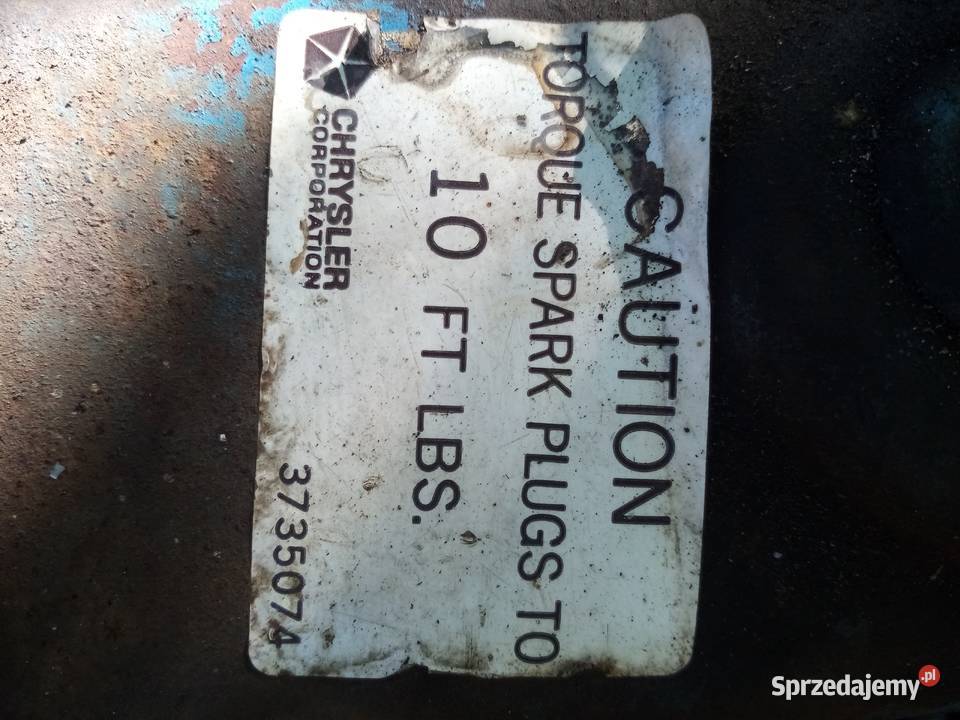 CAUTION
TORQUE SPARK PLUGS TO
10 FT LBS.
CHRYSLER
CORPORATION
3735074
Sprzedajemy.pl